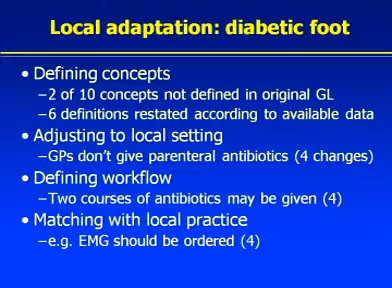 Local adaptation: diabetic foot
• Defining concepts
–2 of 10 concepts not defined in original GL
–6 definitions restated according to available data
• Adjusting to local setting
–GPs don't give parenteral antibiotics (4 changes)
• Defining workflow
–Two courses of antibiotics may be given (4)
• Matching with local practice
–e.g. EMG should be ordered (4)